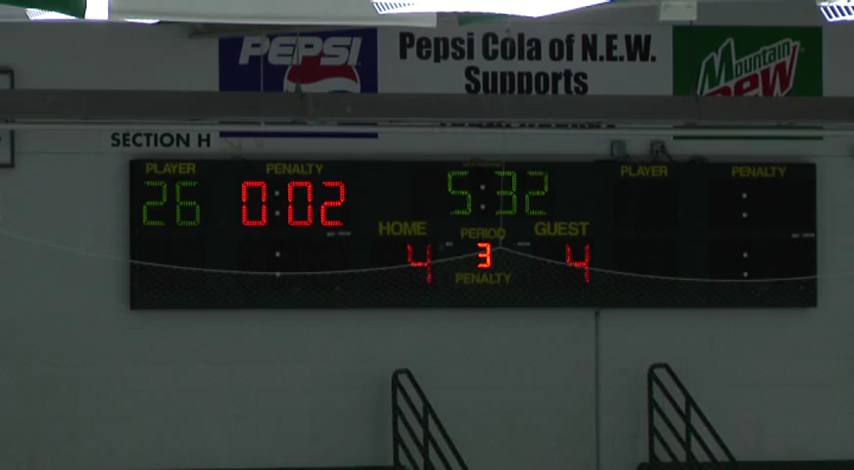 PEPSI
Pepsi Cola of N.E.W.
Supports
Mountain
Dew
SECTION H
PLAYER PENALTY
26 0:02
5:32
PLAYER PENALTY
HOME PERIOD GUEST
4 3 4
PENALTY